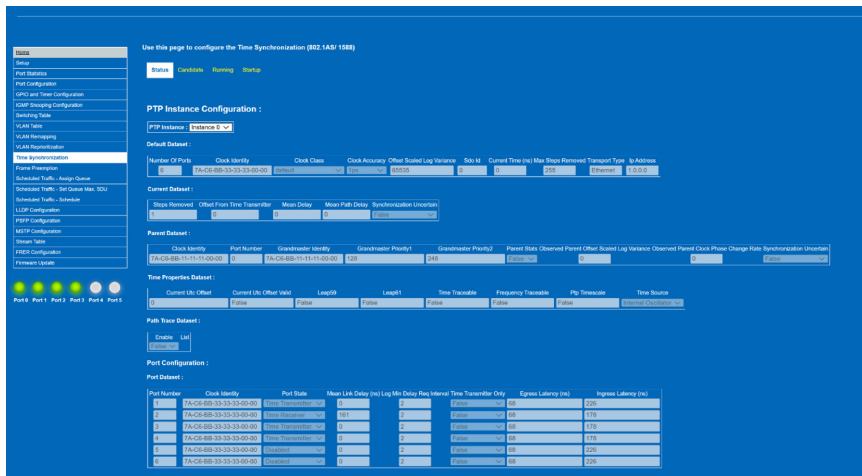 Use this page to configure the Time Synchronization (802.1AS/ 1588)
Home
Setup
Port Statistics
Port Configuration
GPIO and Timer Configuration
IGMP Snooping Configuration
Switching Table
VLAN Table
VLAN Remapping
VLAN Reprioritization
Time Synchronization
Frame Preemption
Scheduled Traffic - Assign Queue
Scheduled Traffic - Set Queue Max. SDU
Scheduled Traffic - Schedule
LLDP Configuration
PSFP Configuration
MSTP Configuration
Stream Table
FRER Configuration
Firmware Update
Port 0 Port 1 Port 2 Port 3 Port 4 Port 5
Status Candidate Running Startup
PTP Instance Configuration :
PTP Instance : Instance 0
Default Dataset :
Number Of Ports Clock Identity Clock Class Clock Accuracy Offset Scaled Log Variance Sdo Id Current Time (ns) Max Steps Removed Transport Type Ip Address
6 7A-C6-BB-33-33-33-00-00 default 1ps 65535 0 0 255 Ethernet 1.0.0.0
Current Dataset :
Steps Removed Offset From Time Transmitter Mean Delay Mean Path Delay Synchronization Uncertain
1 0 0 0 False
Parent Dataset :
Clock Identity Port Number Grandmaster Identity Grandmaster Priority1 Grandmaster Priority2 Parent Stats Observed Parent Offset Scaled Log Variance Observed Parent Clock Phase Change Rate Synchronization Uncertain
7A-C6-BB-11-11-11-00-00 0 7A-C6-BB-11-11-11-00-00 128 248 False 0 0 False
Time Properties Dataset :
Current Utc Offset Current Utc Offset Valid Leap59 Leap61 Time Traceable Frequency Traceable Ptp Timescale Time Source
0 False False False False False False Internal Oscillator
Path Trace Dataset :
Enable List
False
Port Configuration :
Port Dataset :
Port Number Clock Identity Port State Mean Link Delay (ns) Log Min Delay Req Interval Time Transmitter Only Egress Latency (ns) Ingress Latency (ns)
1 7A-C6-BB-33-33-33-00-00 Time Transmitter 0 2 False 68 226
2 7A-C6-BB-33-33-33-00-00 Time Receiver 161 2 False 68 178
3 7A-C6-BB-33-33-33-00-00 Time Transmitter 0 2 False 68 178
4 7A-C6-BB-33-33-33-00-00 Time Transmitter 0 2 False 68 178
5 7A-C6-BB-33-33-33-00-00 Disabled 0 2 False 68 226
6 7A-C6-BB-33-33-33-00-00 Disabled 0 2 False 68 226